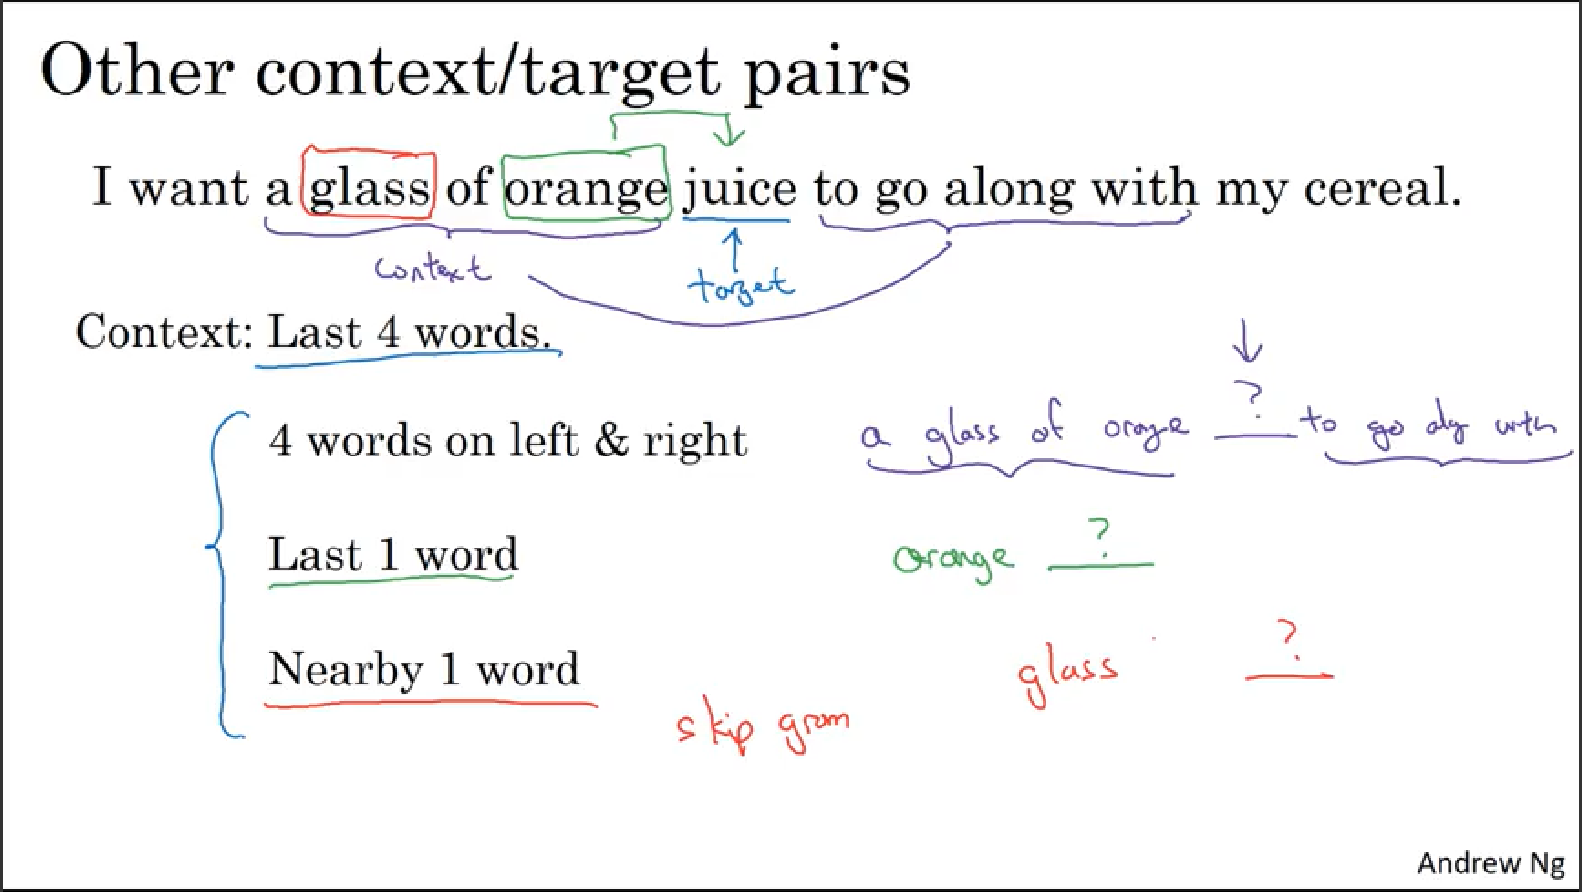 Other context/target pairs
I want a glass of orange juice to go along with my cereal.
context
target
Context: Last 4 words.
?
4 words on left & right
a glass of orange to go alg with
Last 1 word
orange ?
Nearby 1 word
glass ?
skip gram
Andrew Ng